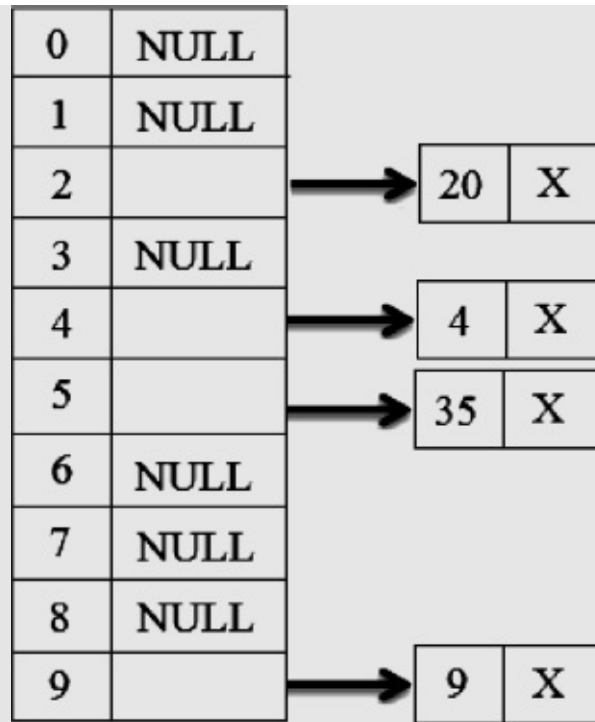 0 NULL
1 NULL
2 20 X
3 NULL
4 4 X
5 35 X
6 NULL
7 NULL
8 NULL
9 9 X